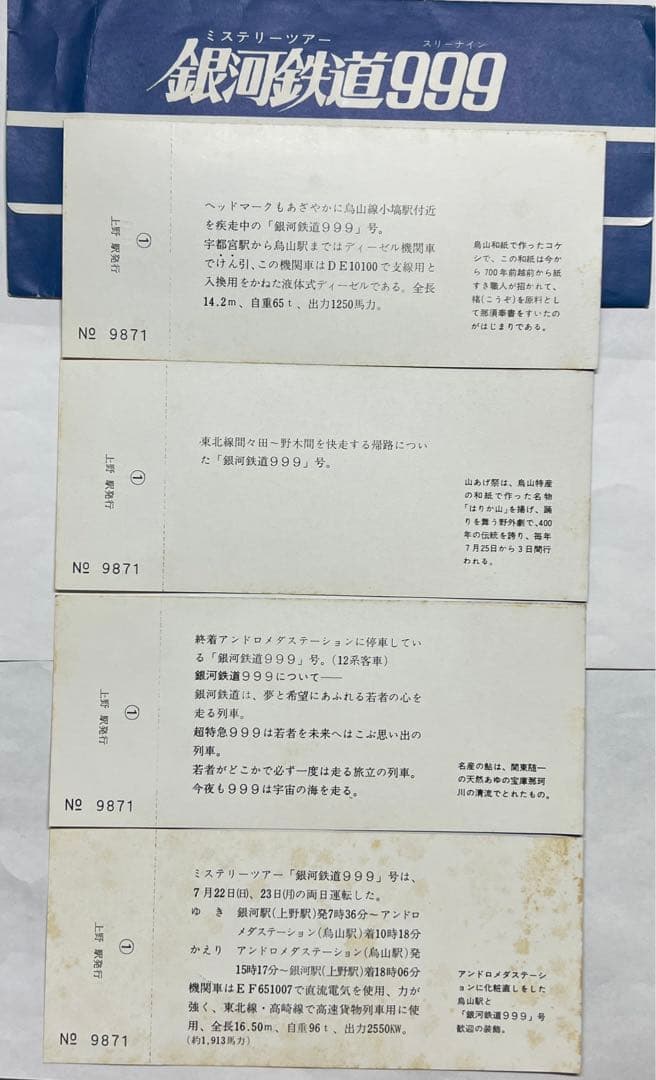 ミステリーツアー
スリーナイン
銀河鉄道999
①
上野 駅発行
№ 9871
ヘッドマークもあざやかに烏山線小塙駅付近
を疾走中の「銀河鉄道999」号。
宇都宮駅から烏山駅まではディーゼル機関車
でけん引、この機関車はDE10100で支線用と
入換用をかねた液体式ディーゼルである。全長
14.2m、自重65t、出力1250馬力。
烏山和紙で作ったコケ
シで、この和紙は今か
ら700年前越前から紙
すき職人が招かれて、
楮(こうぞ)を原料とし
て那須奉書をすいたの
がはじまりである。
①
上野 駅発行
№ 9871
東北線間々田~野木間を快走する帰路につい
た「銀河鉄道999」号。
山あげ祭は、烏山特産
の和紙で作った名物
「はりか山」を揚げ、踊
りを舞う野外劇で、400
年の伝統を誇り、毎年
7月25日から3日間行
われる。
①
上野 駅発行
№ 9871
終着アンドロメダステーションに停車してい
る「銀河鉄道999」号。(12系客車)
銀河鉄道999について——
銀河鉄道は、夢と希望にあふれる若者の心を
走る列車。
超特急999は若者を未来へはこぶ思い出の
列車。
若者がどこかで必ず一度は走る旅立の列車。
今夜も999は宇宙の海を走る。
名産の鮎は、関東随一
の天然あゆの宝庫那珂
川の清流でとれたもの。
①
上野 駅発行
№ 9871
ミステリーツアー「銀河鉄道999」号は、
7月22日(日)、23日(月)の両日運転した。
ゆき 銀河駅(上野駅)発7時36分~アンドロ
メダステーション(烏山駅)着10時18分
かえり アンドロメダステーション(烏山駅)発
15時17分~銀河駅(上野駅)着18時06分
機関車はEF651007で直流電気を使用、力が
強く、東北線・高崎線で高速貨物列車用に使
用、全長16.50m、自重96t、出力2550KW。
(約1,913馬力)
アンドロメダステーショ
ンに化粧直しをした
烏山駅と
「銀河鉄道999」号
歓迎の装飾。